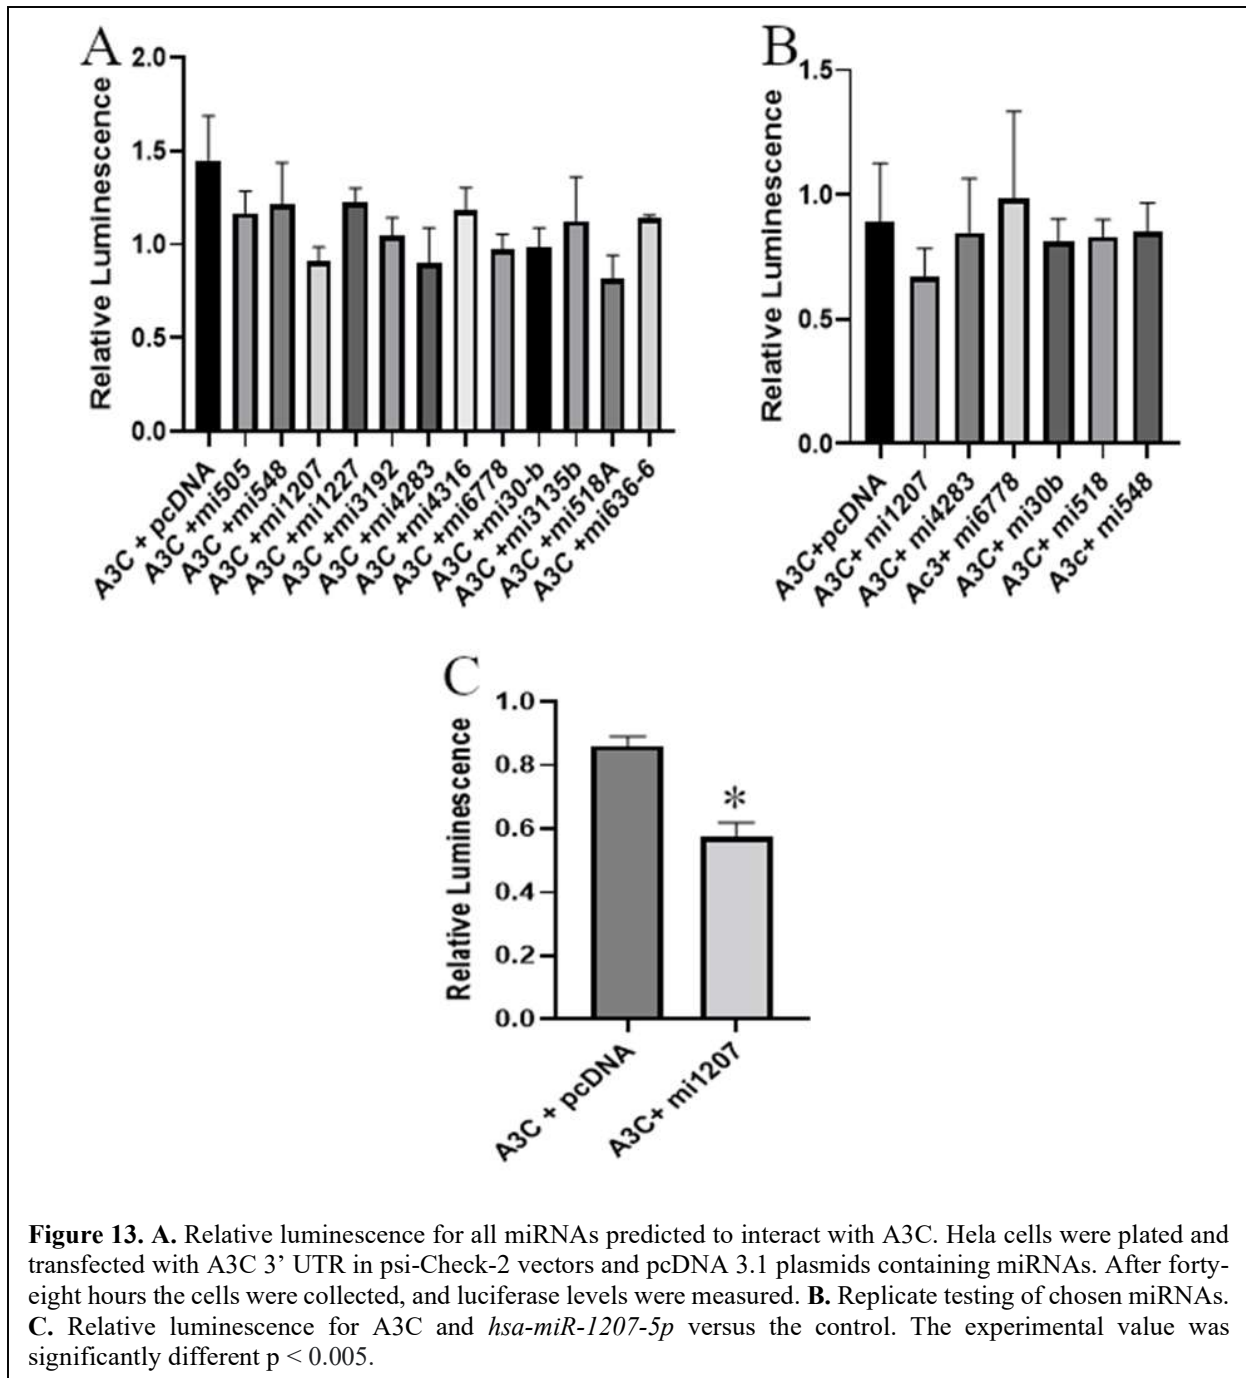 A
2.0
1.5
1.0
0.5
0.0
Relative Luminescence
A3C + pcDNA
A3C +mi505
A3C +mi548
A3C +mi1207
A3C +mi1227
A3C +mi3192
A3C +mi4283
A3C +mi4316
A3C +mi6778
A3C +mi30-b
A3C +mi3135b
A3C +mi518A
A3C +mi636-6
B
1.5
1.0
0.5
0.0
Relative Luminescence
A3C+pcDNA
A3C+ mi1207
A3C+ mi4283
Ac3+ mi6778
A3C+ mi30b
A3C+ mi518
A3c+ mi548
C
1.0
0.8
0.6
0.4
0.2
0.0
Relative Luminescence
*
A3C + pcDNA
A3C+ mi1207
Figure 13. A. Relative luminescence for all miRNAs predicted to interact with A3C. Hela cells were plated and
transfected with A3C 3’ UTR in psi-Check-2 vectors and pcDNA 3.1 plasmids containing miRNAs. After forty-
eight hours the cells were collected, and luciferase levels were measured. B. Replicate testing of chosen miRNAs.
C. Relative luminescence for A3C and hsa-miR-1207-5p versus the control. The experimental value was
significantly different p < 0.005.